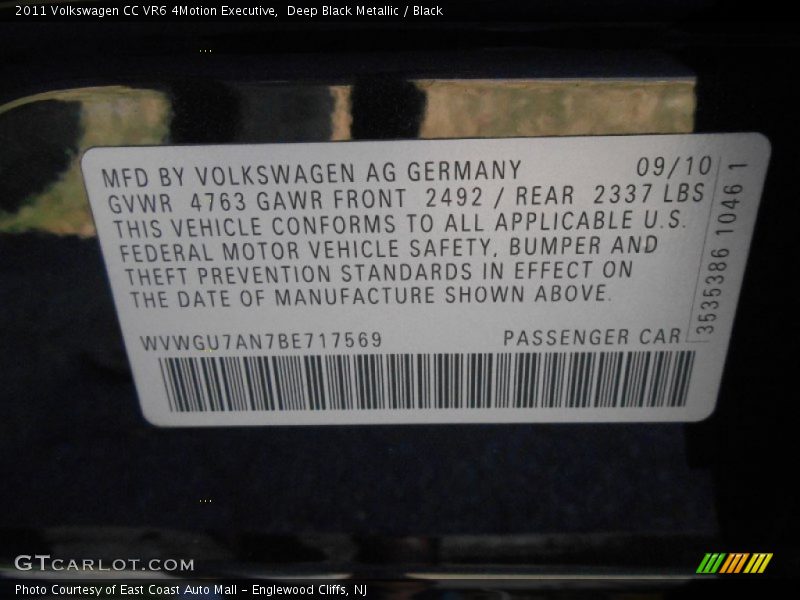 2011 Volkswagen CC VR6 4Motion Executive,  Deep Black Metallic / Black
MFD BY VOLKSWAGEN AG GERMANY 09/10
GVWR 4763 GAWR FRONT 2492 / REAR 2337 LBS
THIS VEHICLE CONFORMS TO ALL APPLICABLE U.S.
FEDERAL MOTOR VEHICLE SAFETY, BUMPER AND
THEFT PREVENTION STANDARDS IN EFFECT ON
THE DATE OF MANUFACTURE SHOWN ABOVE.
WVWGU7AN7BE717569 PASSENGER CAR
3535386 1046 1
GTCARLOT.COM
Photo Courtesy of East Coast Auto Mall - Englewood Cliffs, NJ